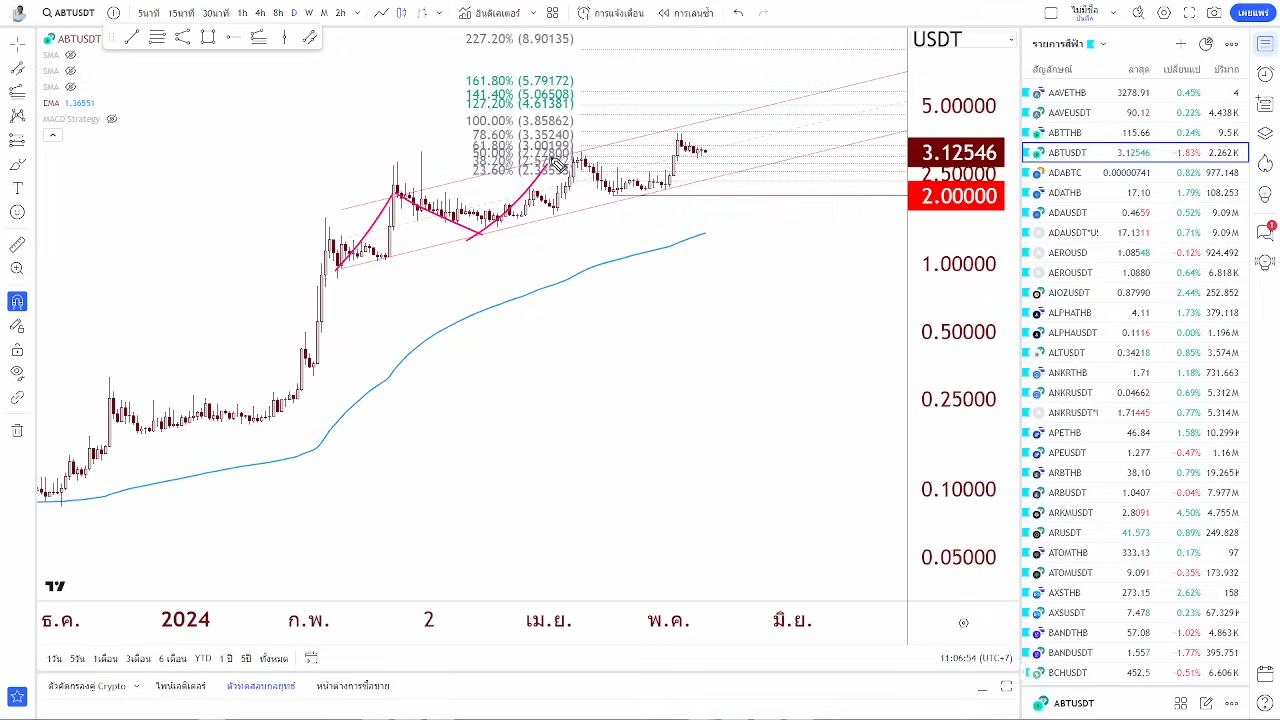 ABTUSDT
5นาที 15นาที 30นาที 1H 4H 8H D W M 2h
อินดิเคเตอร์
การแจ้งเตือน
การเล่นซ้ำ
ไม่มีชื่อ
บันทึก
เผยแพร่
ABTUSDT
SMA
SMA
SMA
EMA 1.36551
MACD Strategy
227.20% (8.90135)
161.80% (5.79172)
141.40% (5.06508)
127.20% (4.61381)
100.00% (3.85862)
78.60% (3.35240)
61.80% (3.00199)
USDT
5.00000
3.12546
2.50000
2.00000
1.00000
0.50000
0.25000
0.10000
0.05000
ธ.ค. 2024 ก.พ. 2 เม.ย. พ.ค. มิ.ย.
1วัน 5วัน 1เดือน 3เดือน 6 เดือน YTD 1 ปี 5ปี ทั้งหมด
11:06:54 (UTC+7)
ตัวคัดกรองคู่ Crypto ไพน์เอดิเตอร์ ตัวทดสอบกลยุทธ์ หน้าต่างการซื้อขาย
รายการสีฟ้า
สัญลักษณ์ ล่าสุด เปลี่ยนแป ปริมาก
AAVETHB 3278.91 0.45% 4
AAVEUSDT 90.12 0.22% 4.438K
ABTTHB 115.66 0.24% 9.5K
ABTUSDT 3.12546 -1.83% 2.262K
ADABTC 0.00000741 0.82% 977.148
ADATHB 17.10 1.79% 108.253
ADAUSDT 0.4659 0.52% 9.09M
ADAUSDT*U: 17.1311 0.71% 9.09M
AEROUSD 1.08548 -0.12% 924.492
AEROUSDT 1.0880 0.64% 6.818K
AIOZUSDT 0.87990 2.44% 252.852
ALPHATHB 4.11 1.73% 379.118
ALPHAUSDT 0.1116 0.00% 1.196M
ALTUSDT 0.34218 0.85% 3.574M
ANKRTHB 1.71 1.18% 731.663
ANKRUSDT 0.04662 0.69% 5.312M
ANKRUSDT*I 1.71445 0.77% 5.314M
APETHB 46.84 1.58% 10.299K
APEUSDT 1.277 -0.47% 1.16M
ARBTHB 38.10 0.79% 19.265K
ARBUSDT 1.0407 -0.04% 7.977M
ARKMUSDT 2.8091 4.50% 4.755M
ARUSDT 41.573 0.89% 249.828
ATOMTHB 333.13 0.17% 97
ATOMUSDT 9.091 -0.35% 173.932
AXSTHB 273.15 2.62% 158
AXSUSDT 7.478 0.23% 67.329K
BANDTHB 57.08 -1.02% 4.863K
BANDUSDT 1.557 -1.77% 395.751
BCHUSDT 452.5 -0.51% 6.606K
ABTUSDT
1